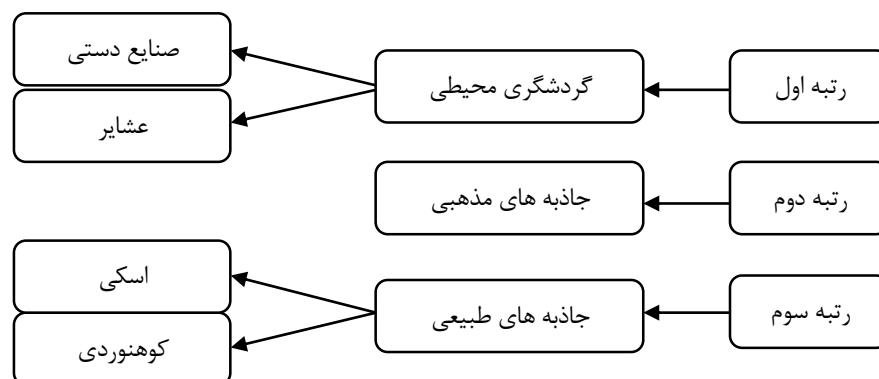 رتبه اول
گردشگری محیطی
صنایع دستی
عشایر
رتبه دوم
جاذبه های مذهبی
رتبه سوم
جاذبه های طبیعی
اسکی
کوهنوردی